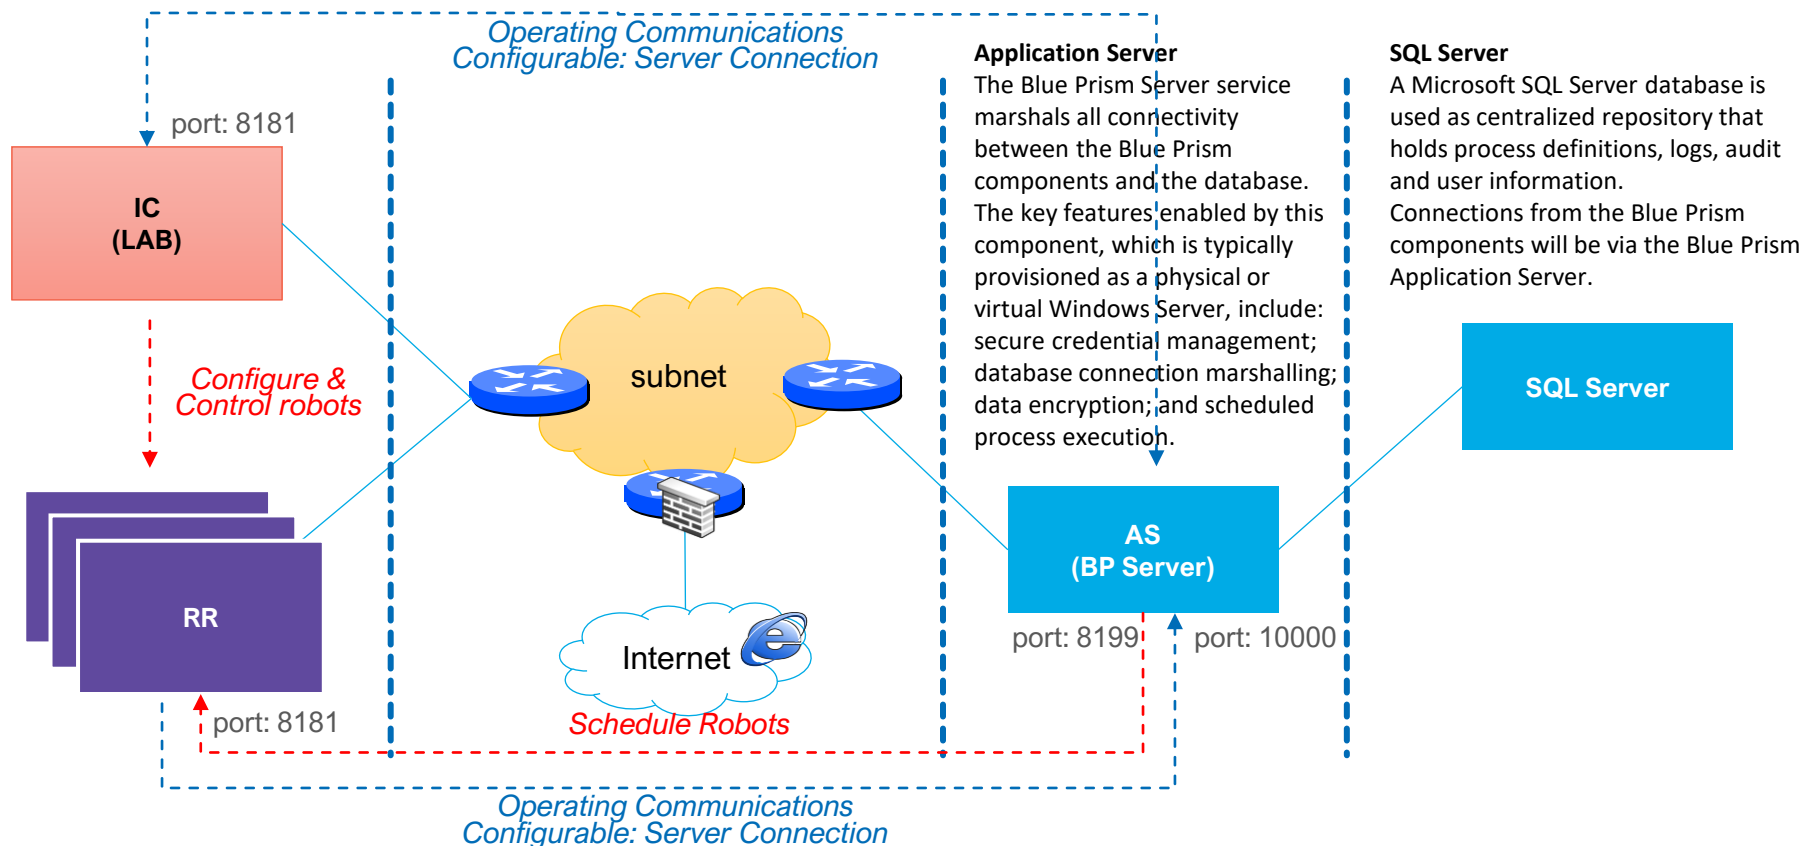 Operating Communications
Configurable: Server Connection
port: 8181
IC
(LAB)
Configure &
Control robots
RR
port: 8181
subnet
Internet
Schedule Robots
Operating Communications
Configurable: Server Connection
Application Server
The Blue Prism Server service
marshals all connectivity
between the Blue Prism
components and the database.
The key features enabled by this
component, which is typically
provisioned as a physical or
virtual Windows Server, include:
secure credential management;
database connection marshalling;
data encryption; and scheduled
process execution.
AS
(BP Server)
port: 8199
port: 10000
SQL Server
A Microsoft SQL Server database is
used as centralized repository that
holds process definitions, logs, audit
and user information.
Connections from the Blue Prism
components will be via the Blue Prism
Application Server.
SQL Server